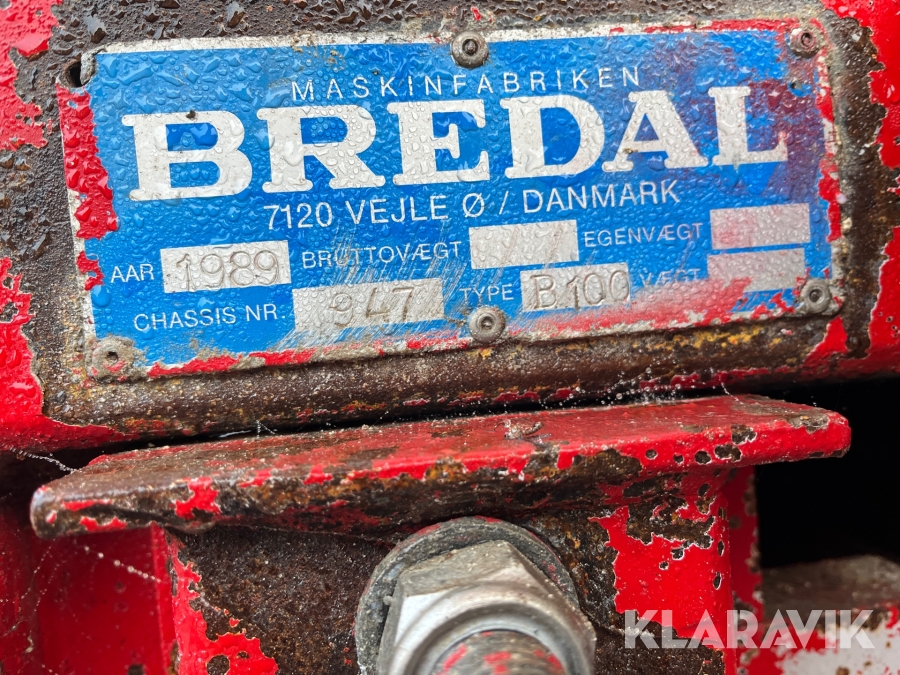 MASKINFABRIKEN
BREDAL
7120 VEJLE Ø / DANMARK
AAR 1989 BRUTTOVÆGT EGENVÆGT
CHASSIS NR. 947 TYPE B100 VÆGT
KLARAVIK